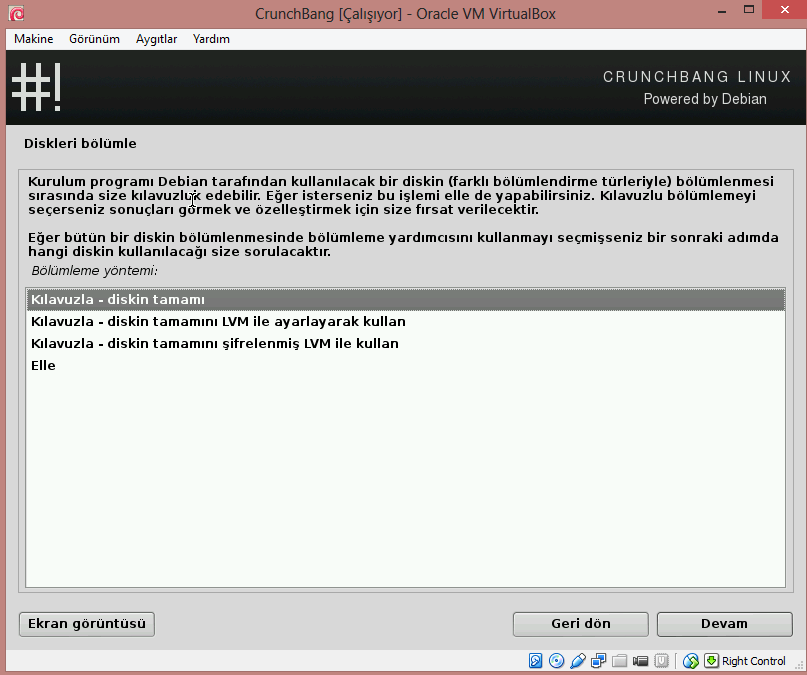 CrunchBang [Çalışıyor] - Oracle VM VirtualBox
Makine Görünüm Aygıtlar Yardım
#!
CRUNCHBANG LINUX
Powered by Debian
Diskleri bölümle
Kurulum programı Debian tarafından kullanılacak bir diskin (farklı bölümlendirme türleriyle) bölümlenmesi
sırasında size kılavuzluk edebilir. Eğer isterseniz bu işlemi elle de yapabilirsiniz. Kılavuzlu bölümlemeyi
seçerseniz sonuçları görmek ve özelleştirmek için size fırsat verilecektir.
Eğer bütün bir diskin bölümlenmesinde bölümleme yardımcısını kullanmayı seçmişseniz bir sonraki adımda
hangi diskin kullanılacağı size sorulacaktır.
Bölümleme yöntemi:
Kılavuzla - diskin tamamı
Kılavuzla - diskin tamamını LVM ile ayarlayarak kullan
Kılavuzla - diskin tamamını şifrelenmiş LVM ile kullan
Elle
Ekran görüntüsü
Geri dön
Devam
Right Control